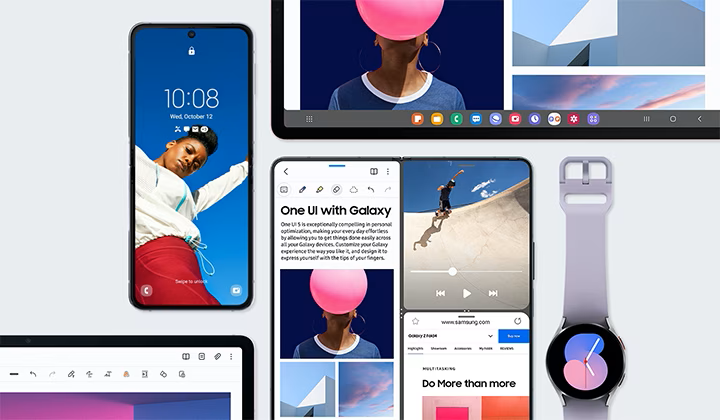 10:08
Wed, October 12
Swipe to unlock
One UI with Galaxy
One UI 5 is exceptionally compelling in personal
optimization, making your every day effortless
by allowing you to get things done easily across
all your Galaxy devices. Customize your Galaxy
experience the way you like it, and design it to
express yourself with the tips of your fingers.
www.samsung.com
Galaxy Z Fold4
Buy now
Highlights
Accessories
Reviews
MULTITASKING
Do More than more